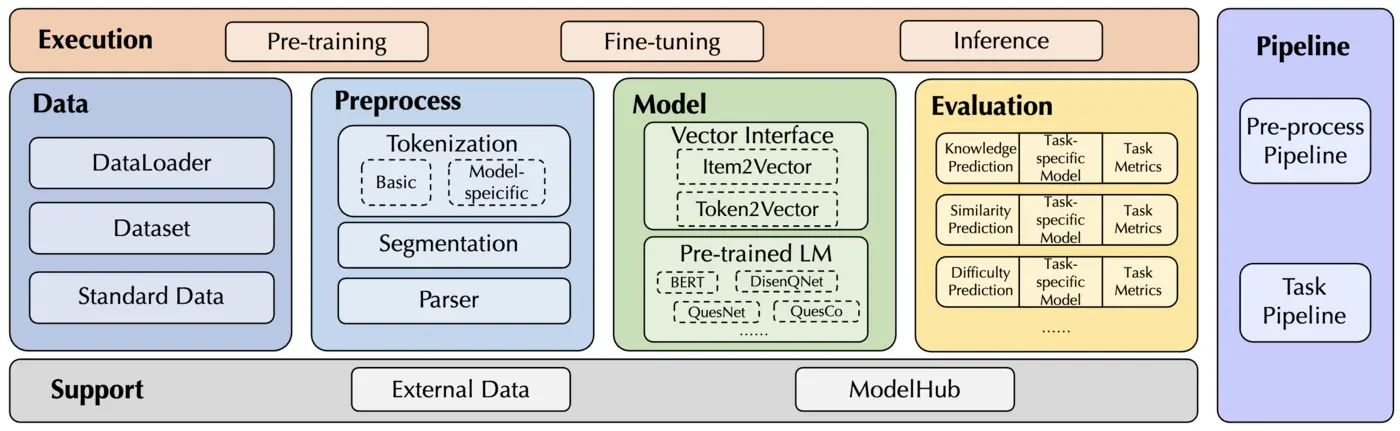 Execution
Pre-training
Fine-tuning
Inference
Data
DataLoader
Dataset
Standard Data
Preprocess
Tokenization
Basic
Model-
speicific
Segmentation
Parser
Model
Vector Interface
Item2Vector
Token2Vector
Pre-trained LM
BERT
DisenQNet
QuesNet
QuesCo
......
Evaluation
Knowledge
Prediction
Task-
specific
Model
Task
Metrics
Similarity
Prediction
Task-
specific
Model
Task
Metrics
Difficulty
Prediction
Task-
specific
Model
Task
Metrics
......
Support
External Data
ModelHub
Pipeline
Pre-process
Pipeline
Task
Pipeline